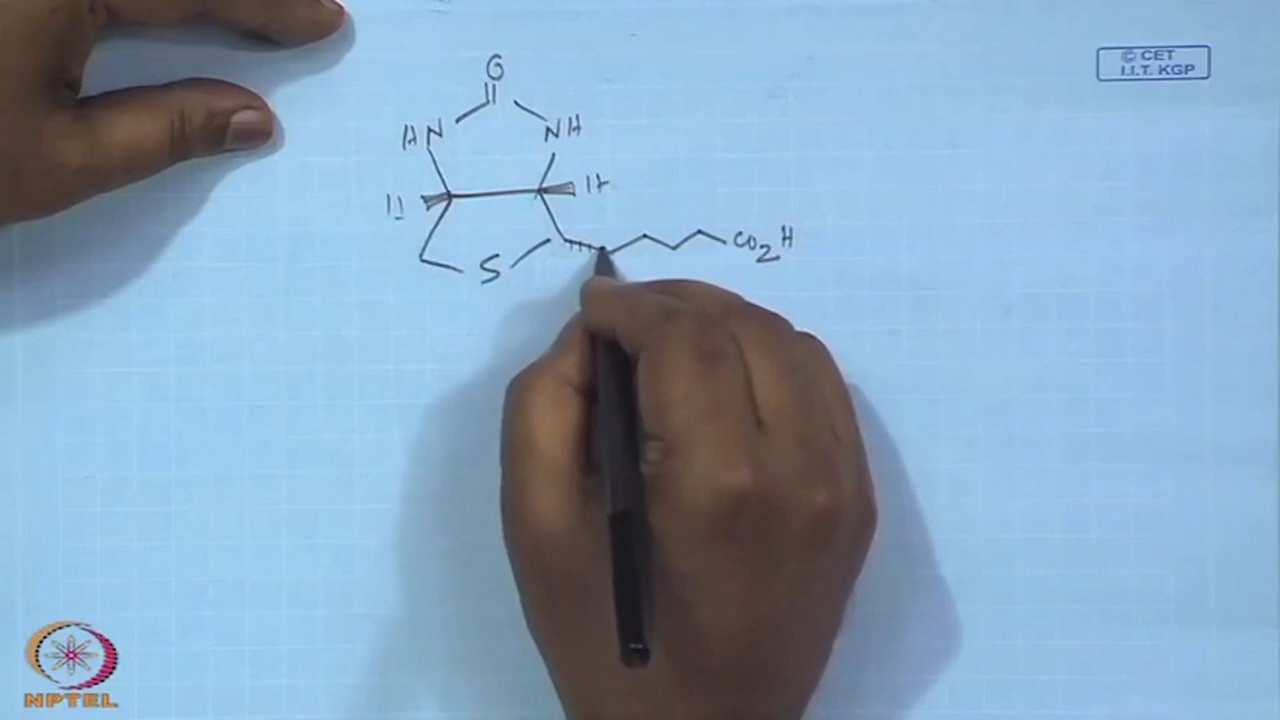 O
HN NH
H H
S CO2H
© CET
I.I.T. KGP
NPTEL